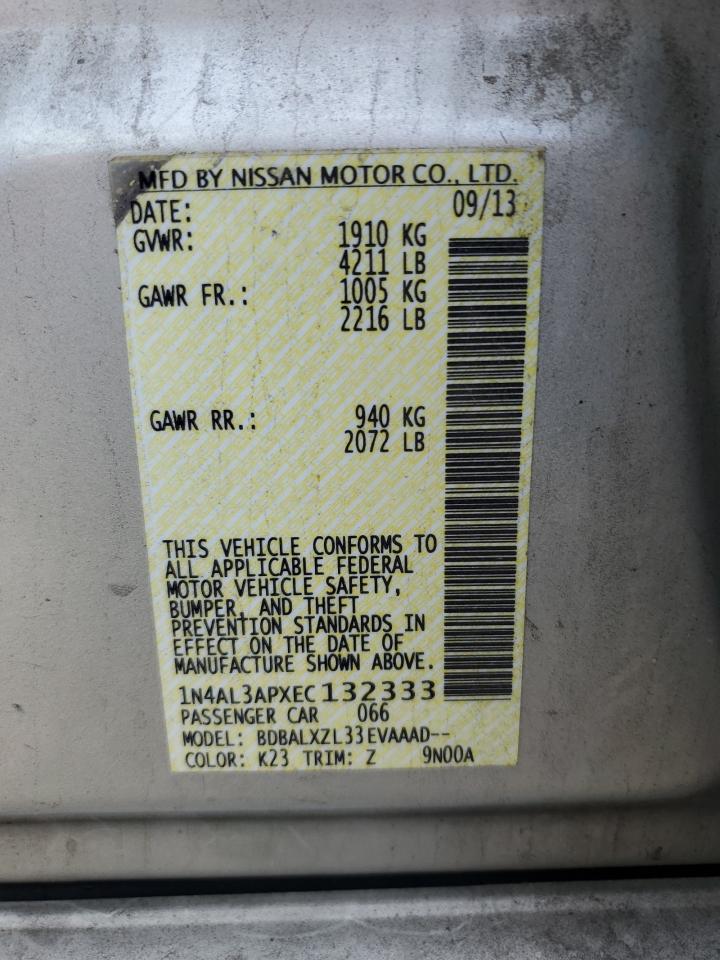 MFD BY NISSAN MOTOR CO., LTD.
DATE: 09/13
GVWR: 1910 KG
4211 LB
GAWR FR.: 1005 KG
2216 LB
GAWR RR.: 940 KG
2072 LB
THIS VEHICLE CONFORMS TO
ALL APPLICABLE FEDERAL
MOTOR VEHICLE SAFETY,
BUMPER, AND THEFT
PREVENTION STANDARDS IN
EFFECT ON THE DATE OF
MANUFACTURE SHOWN ABOVE.
1N4AL3APXEC132333
PASSENGER CAR 066
MODEL: BDBALXZL33EVAAAD--
COLOR: K23 TRIM: Z 9N00A